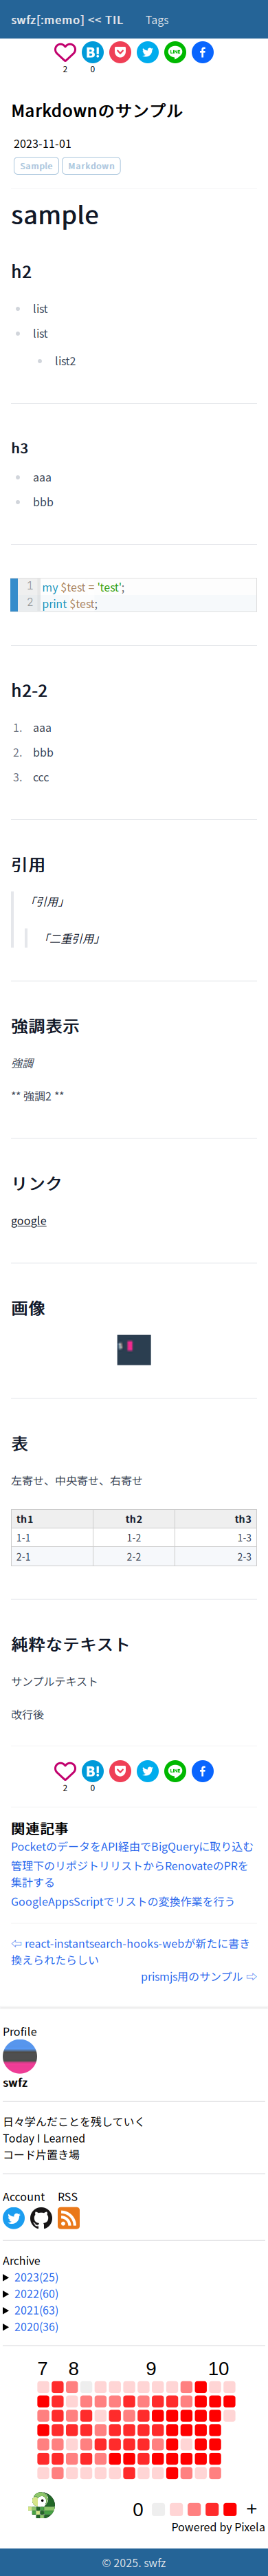 swfz[:memo] << TIL Tags
2 0
Markdownのサンプル
2023-11-01
Sample Markdown
sample
h2
list
list
list2
h3
aaa
bbb
1 my $test = 'test';
2 print $test;
h2-2
1. aaa
2. bbb
3. ccc
引用
「引用」
「二重引用」
強調表示
強調
** 強調2 **
リンク
google
画像
$
表
左寄せ、中央寄せ、右寄せ
th1 th2 th3
1-1 1-2 1-3
2-1 2-2 2-3
純粋なテキスト
サンプルテキスト
改行後
2 0
関連記事
PocketのデータをAPI経由でBigQueryに取り込む
管理下のリポジトリリストからRenovateのPRを
集計する
GoogleAppsScriptでリストの変換作業を行う
⇦ react-instantsearch-hooks-webが新たに書き
換えられたらしい
prismjs用のサンプル ⇨
Profile
swfz
日々学んだことを残していく
Today I Learned
コード片置き場
Account RSS
Archive
2023(25)
2022(60)
2021(63)
2020(36)
7 8 9 10
0 +
Powered by Pixela
© 2025. swfz